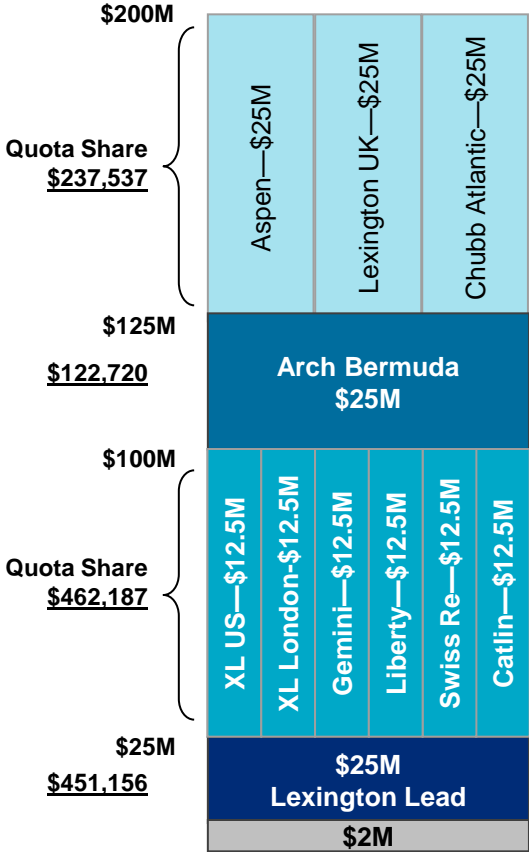 $200M
Quota Share
$237,537
Aspen—$25M
Lexington UK—$25M
Chubb Atlantic—$25M
$125M
$122,720
Arch Bermuda
$25M
$100M
Quota Share
$462,187
XL US—$12.5M
XL London-$12.5M
Gemini—$12.5M
Liberty—$12.5M
Swiss Re—$12.5M
Catlin—$12.5M
$25M
$451,156
$25M
Lexington Lead
$2M